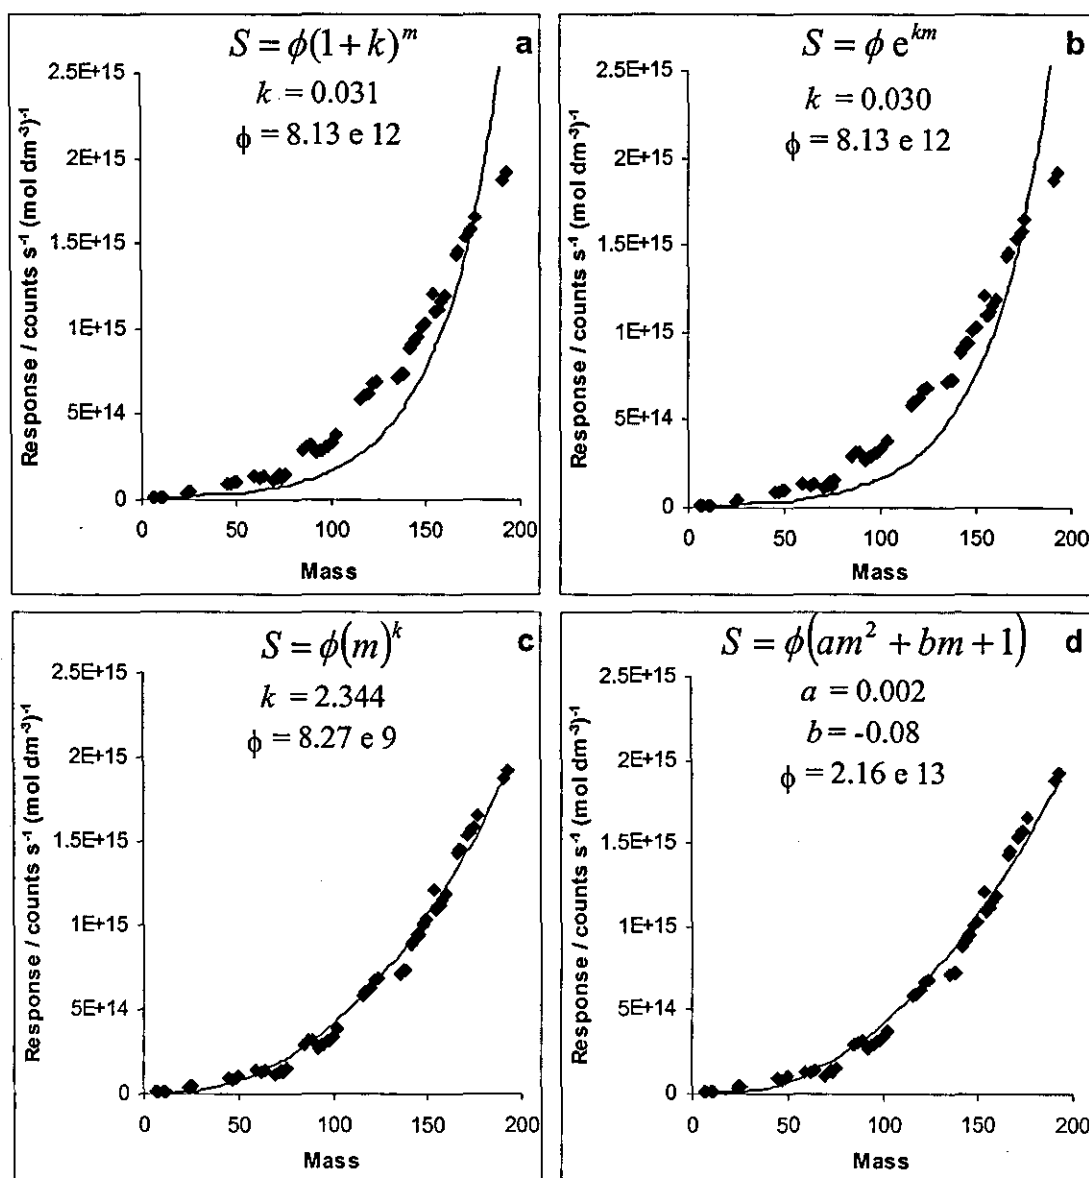 S = ϕ(1 + k)^m
a
k = 0.031
ϕ = 8.13 e 12
Response / counts s⁻¹ (mol dm⁻³)⁻¹
2.5E+15
2E+15
1.5E+15
1E+15
5E+14
0
0 50 100 150 200
Mass
S = ϕ e^{km}
b
k = 0.030
ϕ = 8.13 e 12
Response / counts s⁻¹ (mol dm⁻³)⁻¹
2.5E+15
2E+15
1.5E+15
1E+15
5E+14
0
0 50 100 150 200
Mass
S = ϕ(m)^k
c
k = 2.344
ϕ = 8.27 e 9
Response / counts s⁻¹ (mol dm⁻³)⁻¹
2.5E+15
2E+15
1.5E+15
1E+15
5E+14
0
0 50 100 150 200
Mass
S = ϕ(am² + bm + 1)
d
a = 0.002
b = -0.08
ϕ = 2.16 e 13
Response / counts s⁻¹ (mol dm⁻³)⁻¹
2.5E+15
2E+15
1.5E+15
1E+15
5E+14
0
0 50 100 150 200
Mass